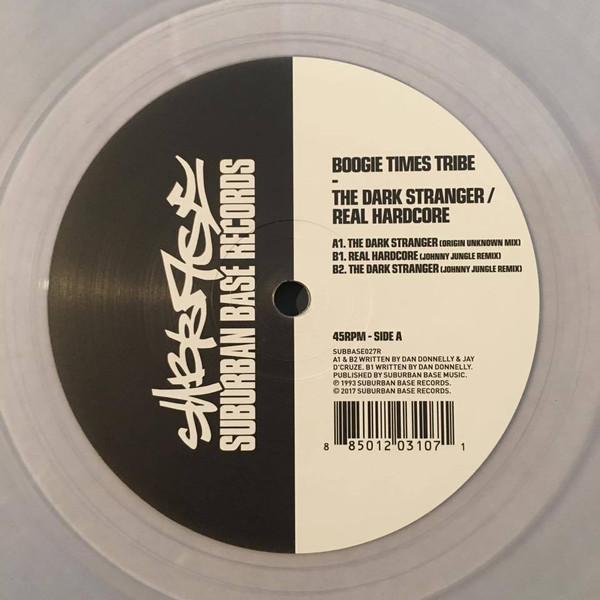 SUBBASE
SUBURBAN BASE RECORDS
BOOGIE TIMES TRIBE
-
THE DARK STRANGER /
REAL HARDCORE
A1. THE DARK STRANGER (ORIGIN UNKNOWN MIX)
B1. REAL HARDCORE (JOHNNY JUNGLE REMIX)
B2. THE DARK STRANGER (JOHNNY JUNGLE REMIX)
45RPM - SIDE A
SUBBASE027R
A1 & B2 WRITTEN BY DAN DONNELLY & JAY
D'CRUZE. B1 WRITTEN BY DAN DONNELLY.
PUBLISHED BY SUBURBAN BASE MUSIC.
℗ 1993 SUBURBAN BASE RECORDS.
© 2017 SUBURBAN BASE RECORDS.
8 85012 03107 1